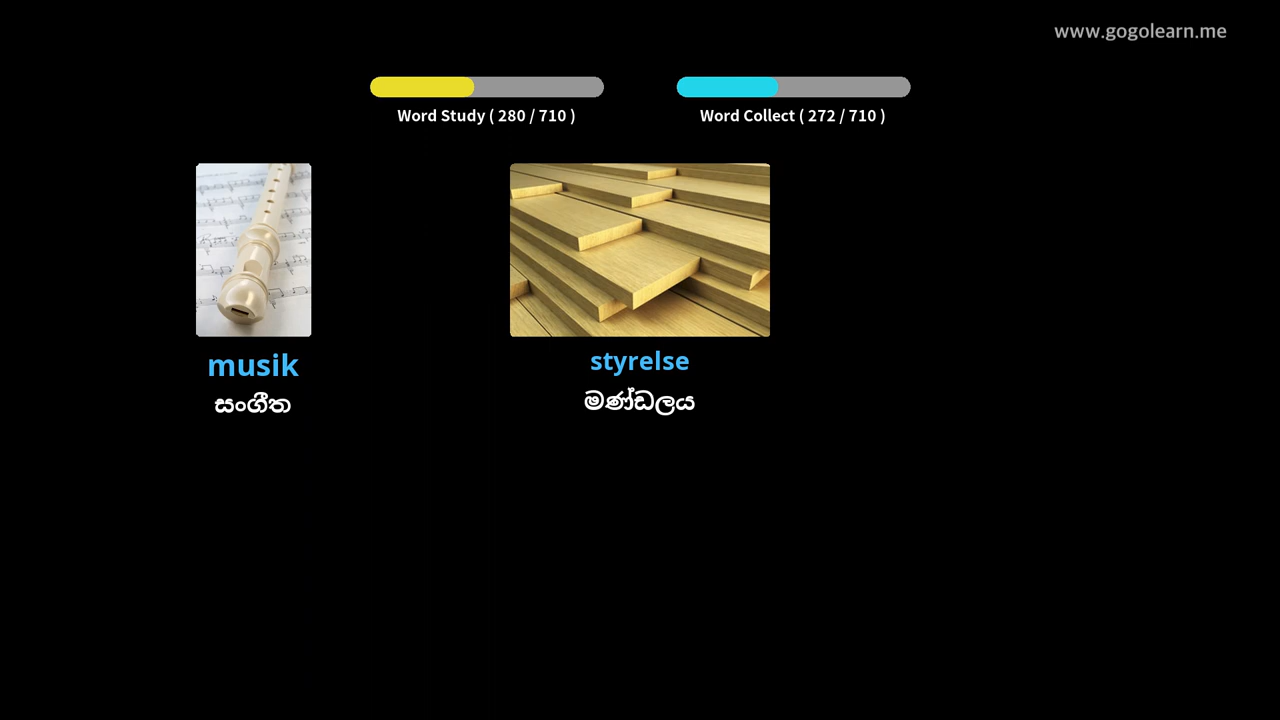 www.gogolearn.me
Word Study ( 280 / 710 )
Word Collect ( 272 / 710 )
musik
සංගීත
styrelse
මණ්ඩලය